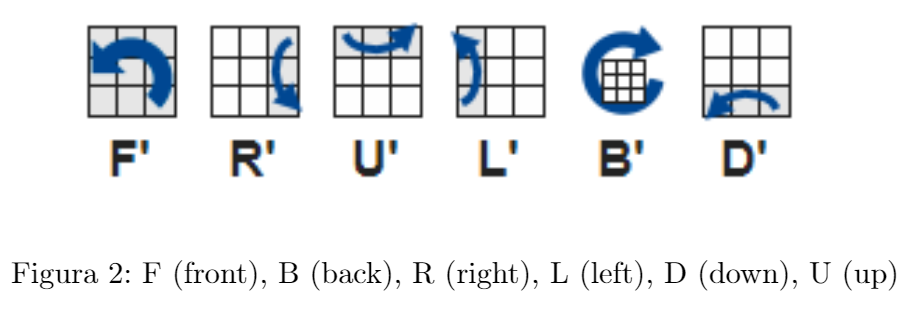 F' R' U' L' B' D'
Figura 2: F (front), B (back), R (right), L (left), D (down), U (up)